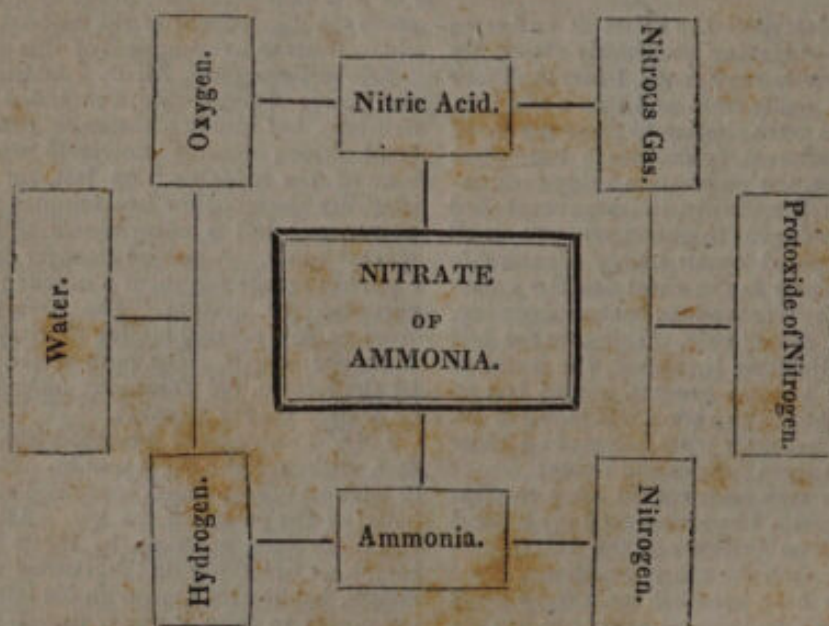 Oxygen.
Nitric Acid.
Nitrous Gas.
Water.
NITRATE
OF
AMMONIA.
Protoxide of Nitrogen.
Hydrogen.
Ammonia.
Nitrogen.